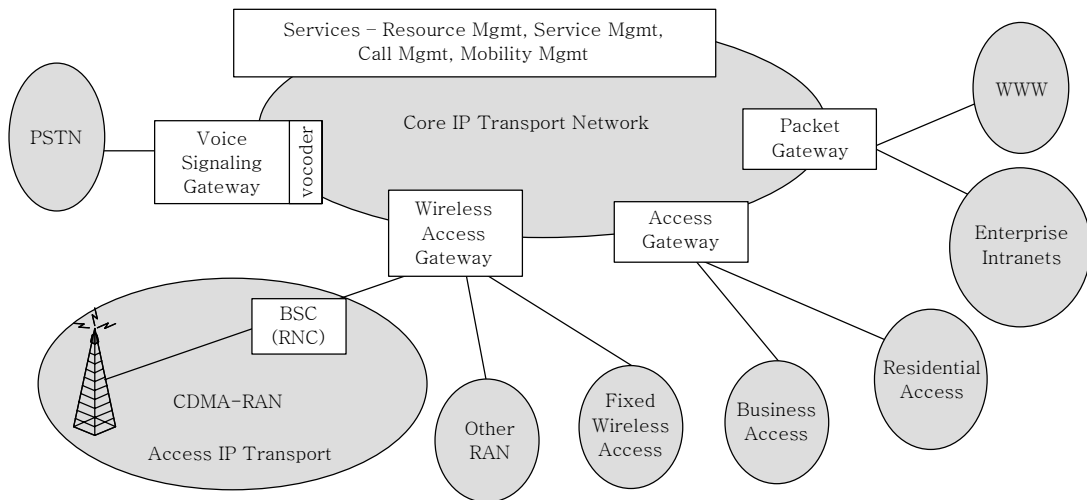 Services – Resource Mgmt, Service Mgmt,
Call Mgmt, Mobility Mgmt
PSTN
Voice
Signaling
Gateway
vocoder
Core IP Transport Network
Packet
Gateway
WWW
Enterprise
Intranets
Wireless
Access
Gateway
Access
Gateway
BSC
(RNC)
CDMA-RAN
Access IP Transport
Other
RAN
Fixed
Wireless
Access
Business
Access
Residential
Access